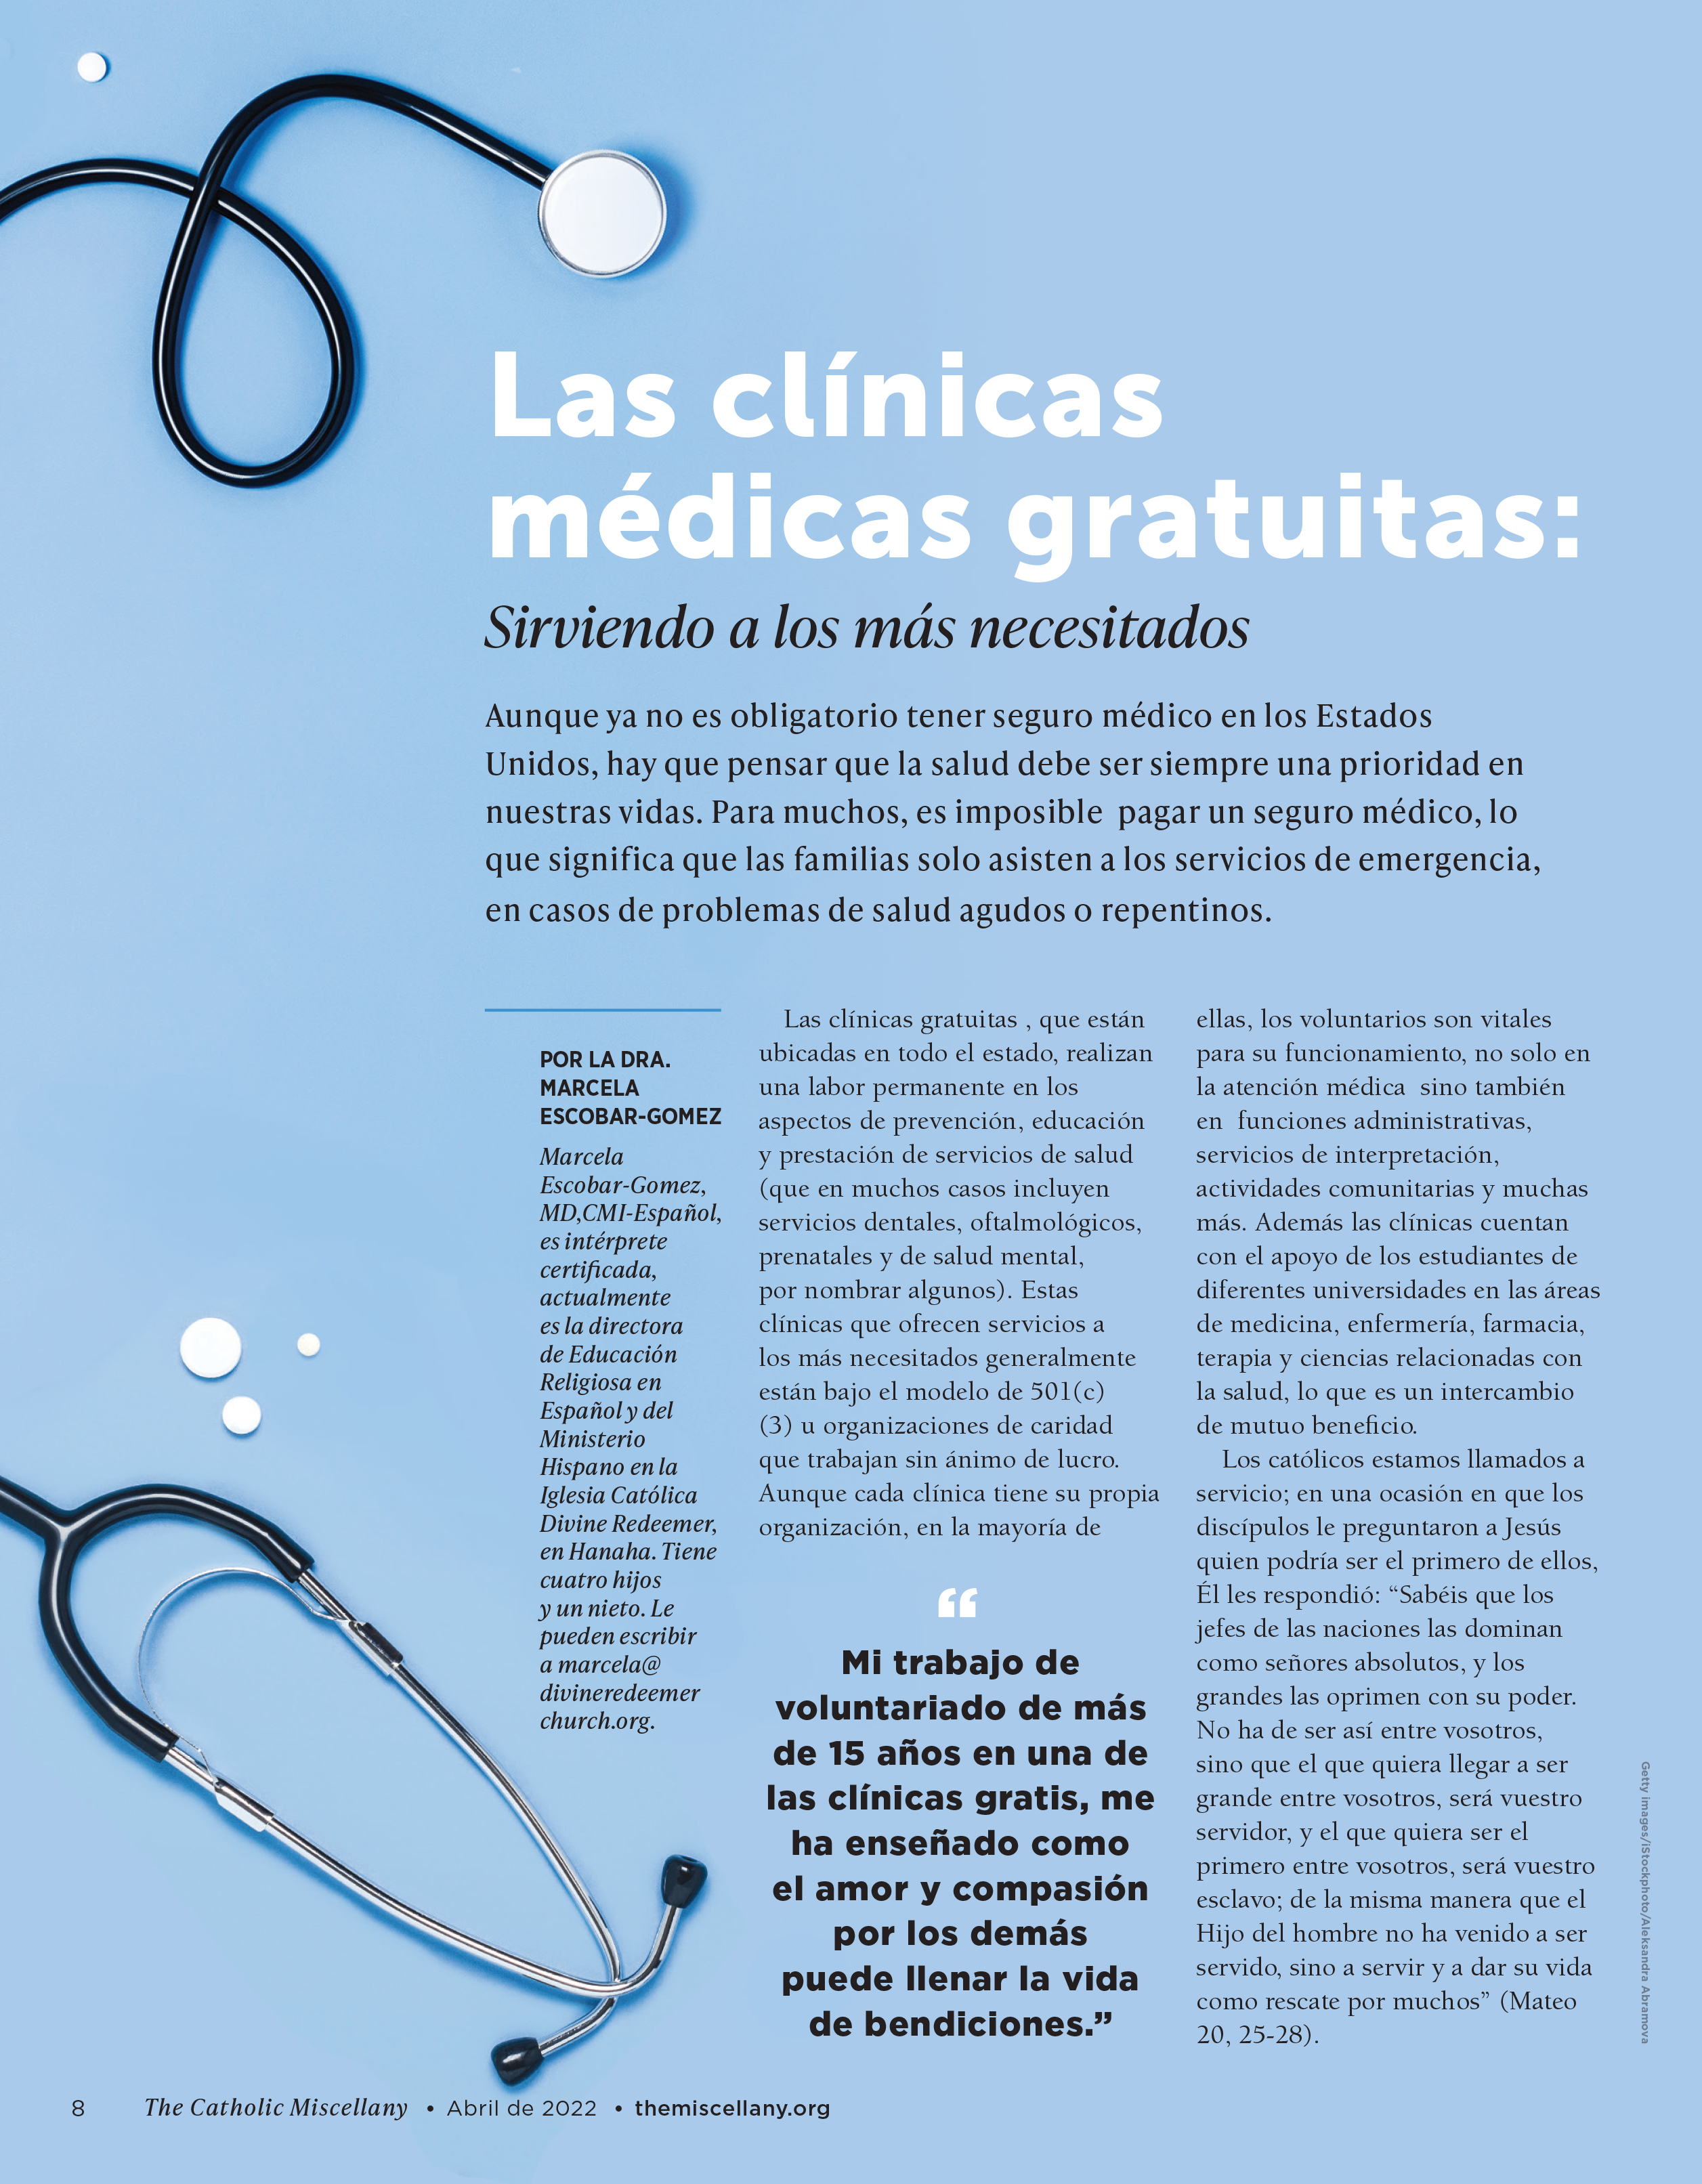 Las clínicas
médicas gratuitas:
Sirviendo a los más necesitados
Aunque ya no es obligatorio tener seguro médico en los Estados
Unidos, hay que pensar que la salud debe ser siempre una prioridad en
nuestras vidas. Para muchos, es imposible  pagar un seguro médico, lo
que significa que las familias solo asisten a los servicios de emergencia,
en casos de problemas de salud agudos o repentinos.
POR LA DRA.
MARCELA
ESCOBAR-GOMEZ
Marcela
Escobar-Gomez,
MD,CMI-Español,
es intérprete
certificada,
actualmente
es la directora
de Educación
Religiosa en
Español y del
Ministerio
Hispano en la
Iglesia Católica
Divine Redeemer,
en Hanaha. Tiene
cuatro hijos
y un nieto. Le
pueden escribir
a marcela@
divineredeemer
church.org.
Las clínicas gratuitas , que están
ubicadas en todo el estado, realizan
una labor permanente en los
aspectos de prevención, educación
y prestación de servicios de salud
(que en muchos casos incluyen
servicios dentales, oftalmológicos,
prenatales y de salud mental,
por nombrar algunos). Estas
clínicas que ofrecen servicios a
los más necesitados generalmente
están bajo el modelo de 501(c)
(3) u organizaciones de caridad
que trabajan sin ánimo de lucro.
Aunque cada clínica tiene su propia
organización, en la mayoría de
“
Mi trabajo de
voluntariado de más
de 15 años en una de
las clínicas gratis, me
ha enseñado como
el amor y compasión
por los demás
puede llenar la vida
de bendiciones.”
ellas, los voluntarios son vitales
para su funcionamiento, no solo en
la atención médica  sino también
en  funciones administrativas,
servicios de interpretación,
actividades comunitarias y muchas
más. Además las clínicas cuentan
con el apoyo de los estudiantes de
diferentes universidades en las áreas
de medicina, enfermería, farmacia,
terapia y ciencias relacionadas con
la salud, lo que es un intercambio
de mutuo beneficio.
Los católicos estamos llamados a
servicio; en una ocasión en que los
discípulos le preguntaron a Jesús
quien podría ser el primero de ellos,
Él les respondió: “Sabéis que los
jefes de las naciones las dominan
como señores absolutos, y los
grandes las oprimen con su poder.
No ha de ser así entre vosotros,
sino que el que quiera llegar a ser
grande entre vosotros, será vuestro
servidor, y el que quiera ser el
primero entre vosotros, será vuestro
esclavo; de la misma manera que el
Hijo del hombre no ha venido a ser
servido, sino a servir y a dar su vida
como rescate por muchos” (Mateo
20, 25-28).
Getty images/iStockphoto/Aleksandra Abramova
8 The Catholic Miscellany • Abril de 2022 • themiscellany.org